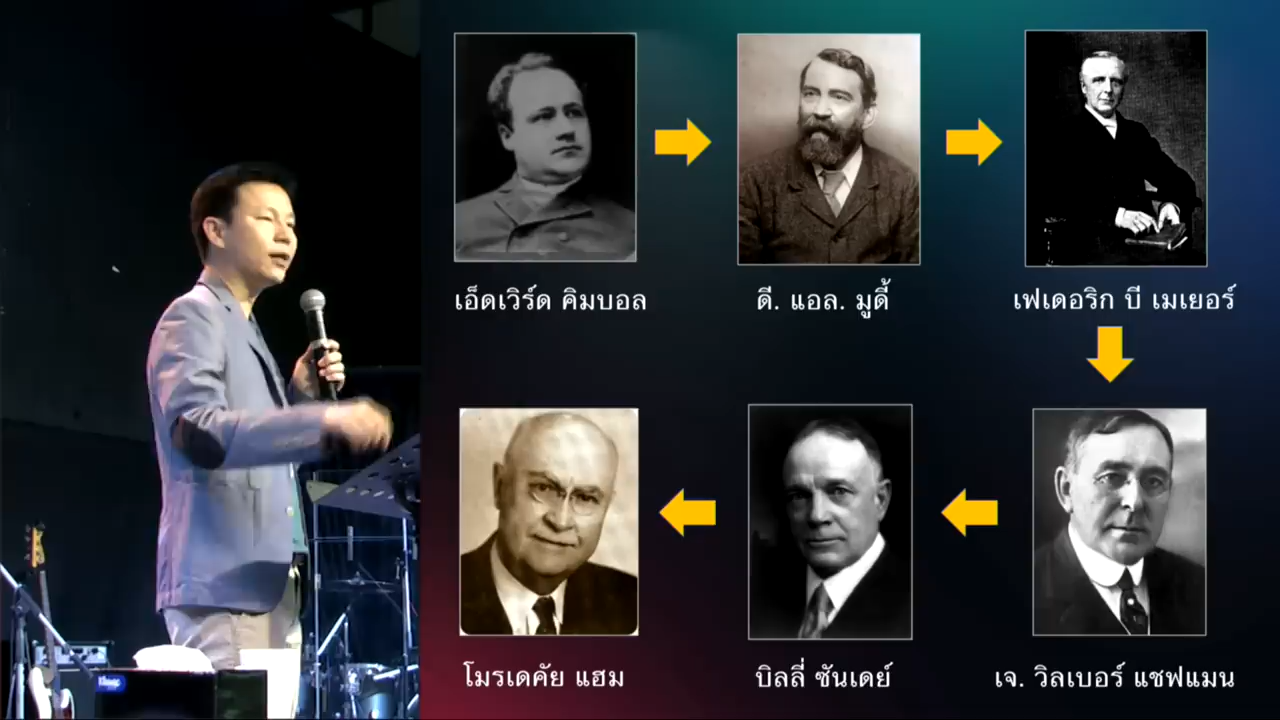 เอ็ดเวิร์ด คิมบอล
ดี. แอล. มูดี้
เฟเดอริก บี เมเยอร์
โมรเดคัย แฮม
บิลลี่ ซันเดย์
เจ. วิลเบอร์ แชฟแมน